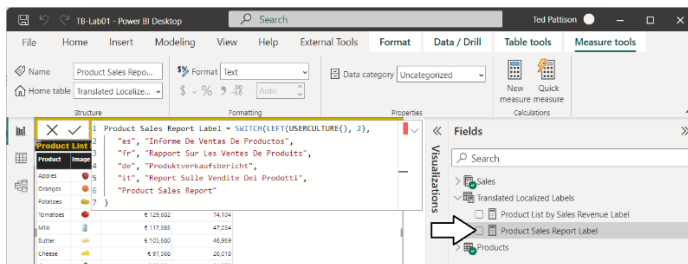 TB-Lab01 - Power BI Desktop
Search
Ted Pattison
File Home Insert Modeling View Help External Tools Format Data / Drill Table tools Measure tools
Name Product Sales Repo...
Format Text
Data category Uncategorized
Home table Translated Localize...
$ % Auto
New measure
Quick measure
Structure Formatting Properties Calculations
1 Product Sales Report Label = SWITCH(LEFT(USERCULTURE(), 2),
2 "es", "Informe De Ventas De Productos",
3 "fr", "Rapport Sur Les Ventes De Produits",
4 "de", "Produktverkaufsbericht",
5 "it", "Report Sulle Vendite Dei Prodotti",
6 "Product Sales Report"
7 )
Product List
Product Image
Apples
Oranges
Potatoes
Tomatoes € 129,682 74,104
Milk € 117,585 47,034
Butter € 103,680 46,969
Cheese € 97,568
Visualizations
Fields
Search
Sales
Translated Localized Labels
Product List by Sales Revenue Label
Product Sales Report Label
Products